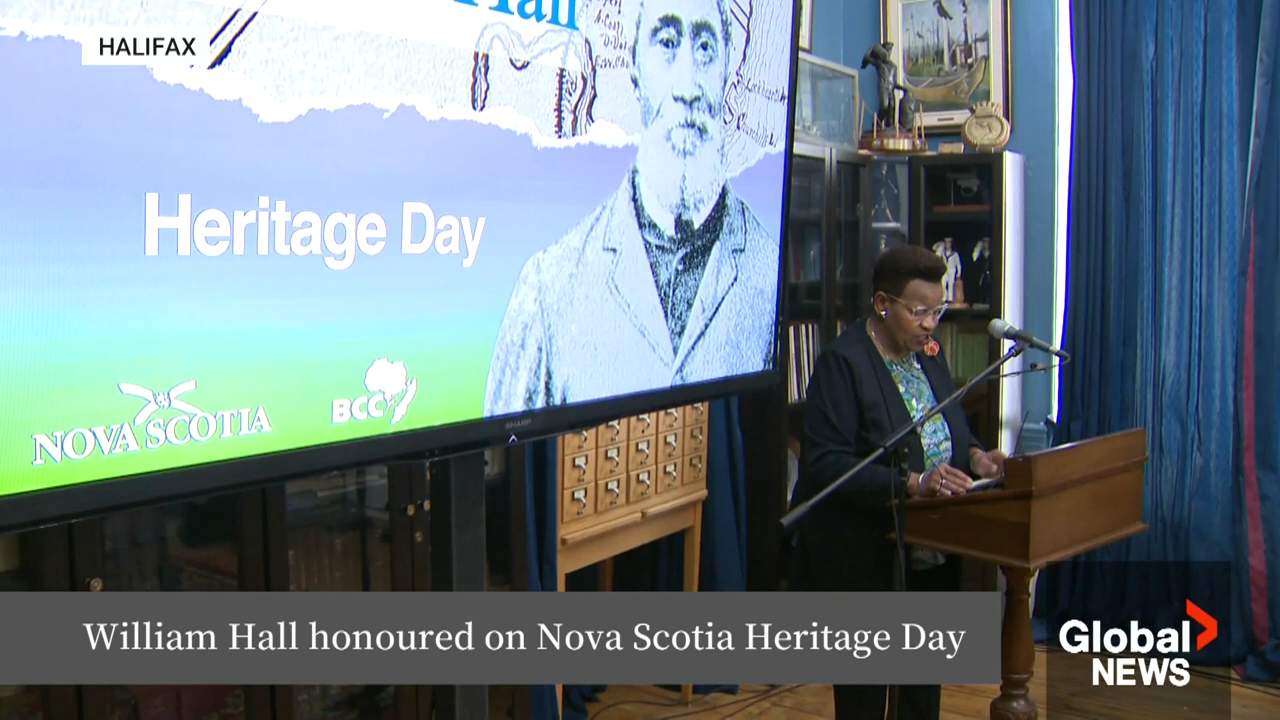 HALIFAX
Hall
Heritage Day
NOVA SCOTIA
BCC
SHARP
William Hall honoured on Nova Scotia Heritage Day
Global
NEWS